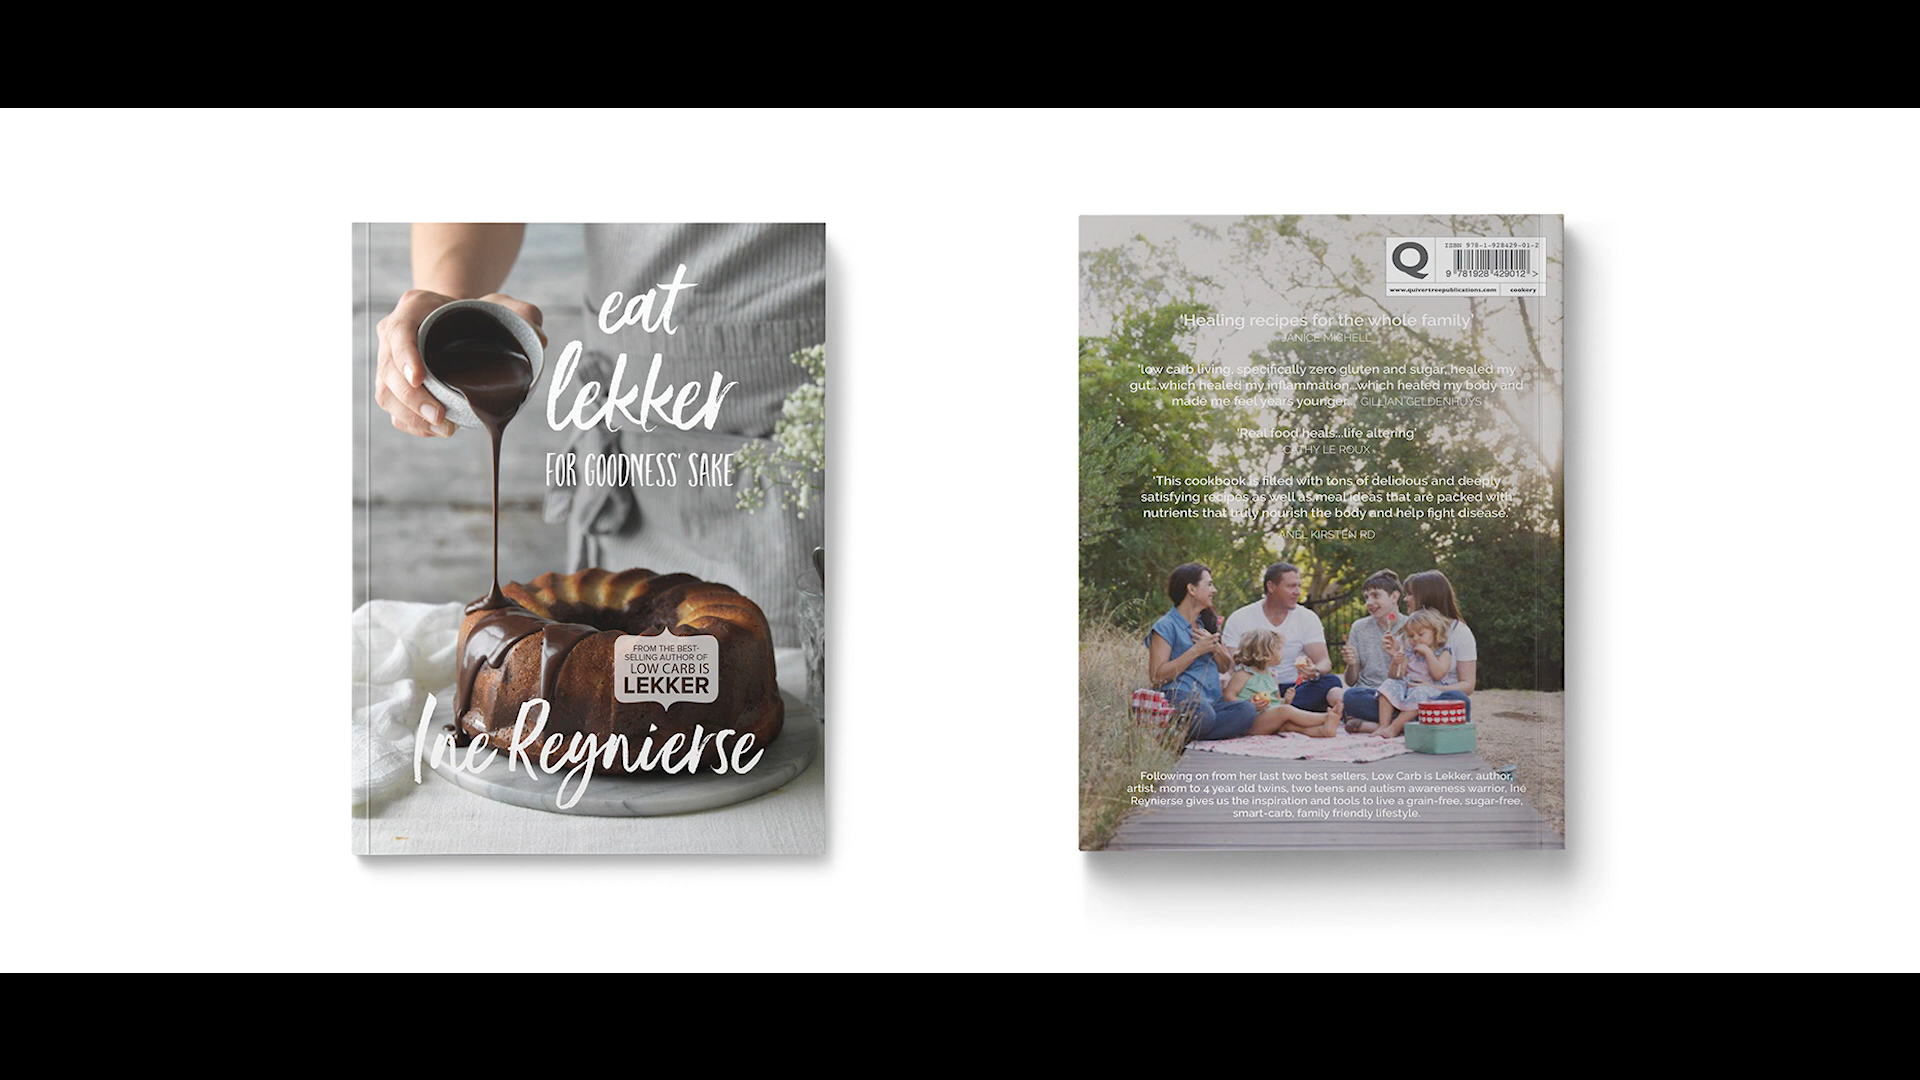 eat
lekker
FOR GOODNESS' SAKE
FROM THE BEST-
SELLING AUTHOR OF
LOW CARB IS
LEKKER
Inè Reynierse
Q
ISBN 978-1-928429-01-2
9 781928 429012 >
www.quivertreepublications.com cookery
'Healing recipes for the whole family'
JANICE MICHELL
'low carb living, specifically zero gluten and sugar, healed my
gut...which healed my inflammation...which healed my body and
made me feel years younger...' GILLIAN GELDENHUYS
'Real food heals...life altering'
CATHY LE ROUX
'This cookbook is filled with tons of delicious and deeply
satisfying recipes as well as meal ideas that are packed with
nutrients that truly nourish the body and help fight disease.'
ANEL KIRSTEN RD
Following on from her last two best sellers, Low Carb is Lekker, author,
artist, mom to 4 year old twins, two teens and autism awareness warrior, Iné
Reynierse gives us the inspiration and tools to live a grain-free, sugar-free,
smart-carb, family friendly lifestyle.